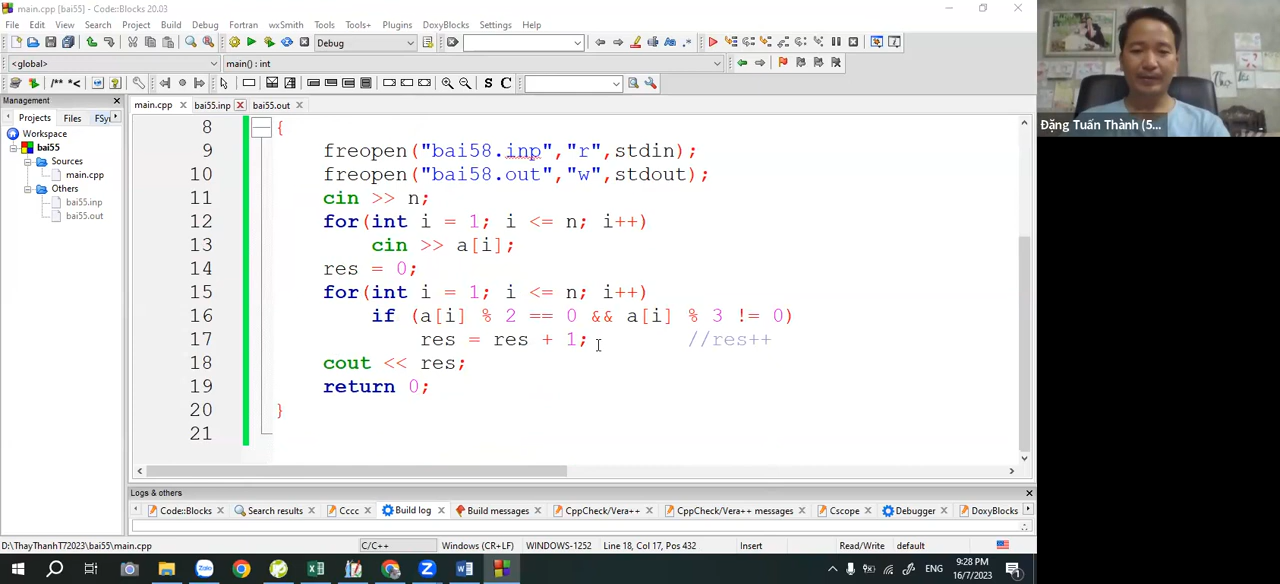 main.cpp [bai55] - Code::Blocks 20.03
File Edit View Search Project Build Debug Fortran wxSmith Tools Tools+ Plugins DoxyBlocks Settings Help
Debug
<global> main() : int
/** *< S C
Management
main.cpp bai55.inp bai55.out
Projects Files FSy
Workspace
bai55
Sources
main.cpp
Others
bai55.inp
bai55.out
8 {
9 freopen("bai58.inp","r",stdin);
10 freopen("bai58.out","w",stdout);
11 cin >> n;
12 for(int i = 1; i <= n; i++)
13 cin >> a[i];
14 res = 0;
15 for(int i = 1; i <= n; i++)
16 if (a[i] % 2 == 0 && a[i] % 3 != 0)
17 res = res + 1; //res++
18 cout << res;
19 return 0;
20 }
21
Logs & others
Code::Blocks Search results Cccc Build log Build messages CppCheck/Vera++ CppCheck/Vera++ messages Cscope Debugger DoxyBlocks
D:\ThayThanhT72023\bai55\main.cpp C/C++ Windows (CR+LF) WINDOWS-1252 Line 18, Col 17, Pos 432 Insert Read/Write default
ENG 9:28 PM 16/7/2023
Đặng Tuấn Thành (5...